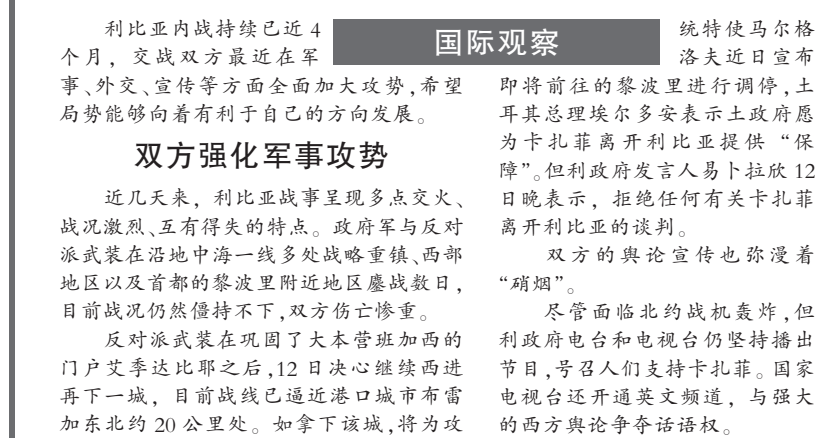 国际观察
利比亚内战持续已近 4
个月，交战双方最近在军
事、外交、宣传等方面全面加大攻势，希望
局势能够向着有利于自己的方向发展。
双方强化军事攻势
近几天来，利比亚战事呈现多点交火、
战况激烈、互有得失的特点。政府军与反对
派武装在沿地中海一线多处战略重镇、西部
地区以及首都的黎波里附近地区鏖战数日，
目前战况仍然僵持不下，双方伤亡惨重。
反对派武装在巩固了大本营班加西的
门户艾季达比耶之后，12 日决心继续西进
再下一城，目前战线已逼近港口城市布雷
加东北约 20 公里处。如拿下该城，将为攻
统特使马尔格
洛夫近日宣布
即将前往的黎波里进行调停，土
耳其总理埃尔多安表示土政府愿
为卡扎菲离开利比亚提供“保
障”。但利政府发言人易卜拉欣 12
日晚表示，拒绝任何有关卡扎菲
离开利比亚的谈判。
双方的舆论宣传也弥漫着
“硝烟”。
尽管面临北约战机轰炸，但
利政府电台和电视台仍坚持播出
节目，号召人们支持卡扎菲。国家
电视台还开通英文频道，与强大
的西方舆论争夺话语权。